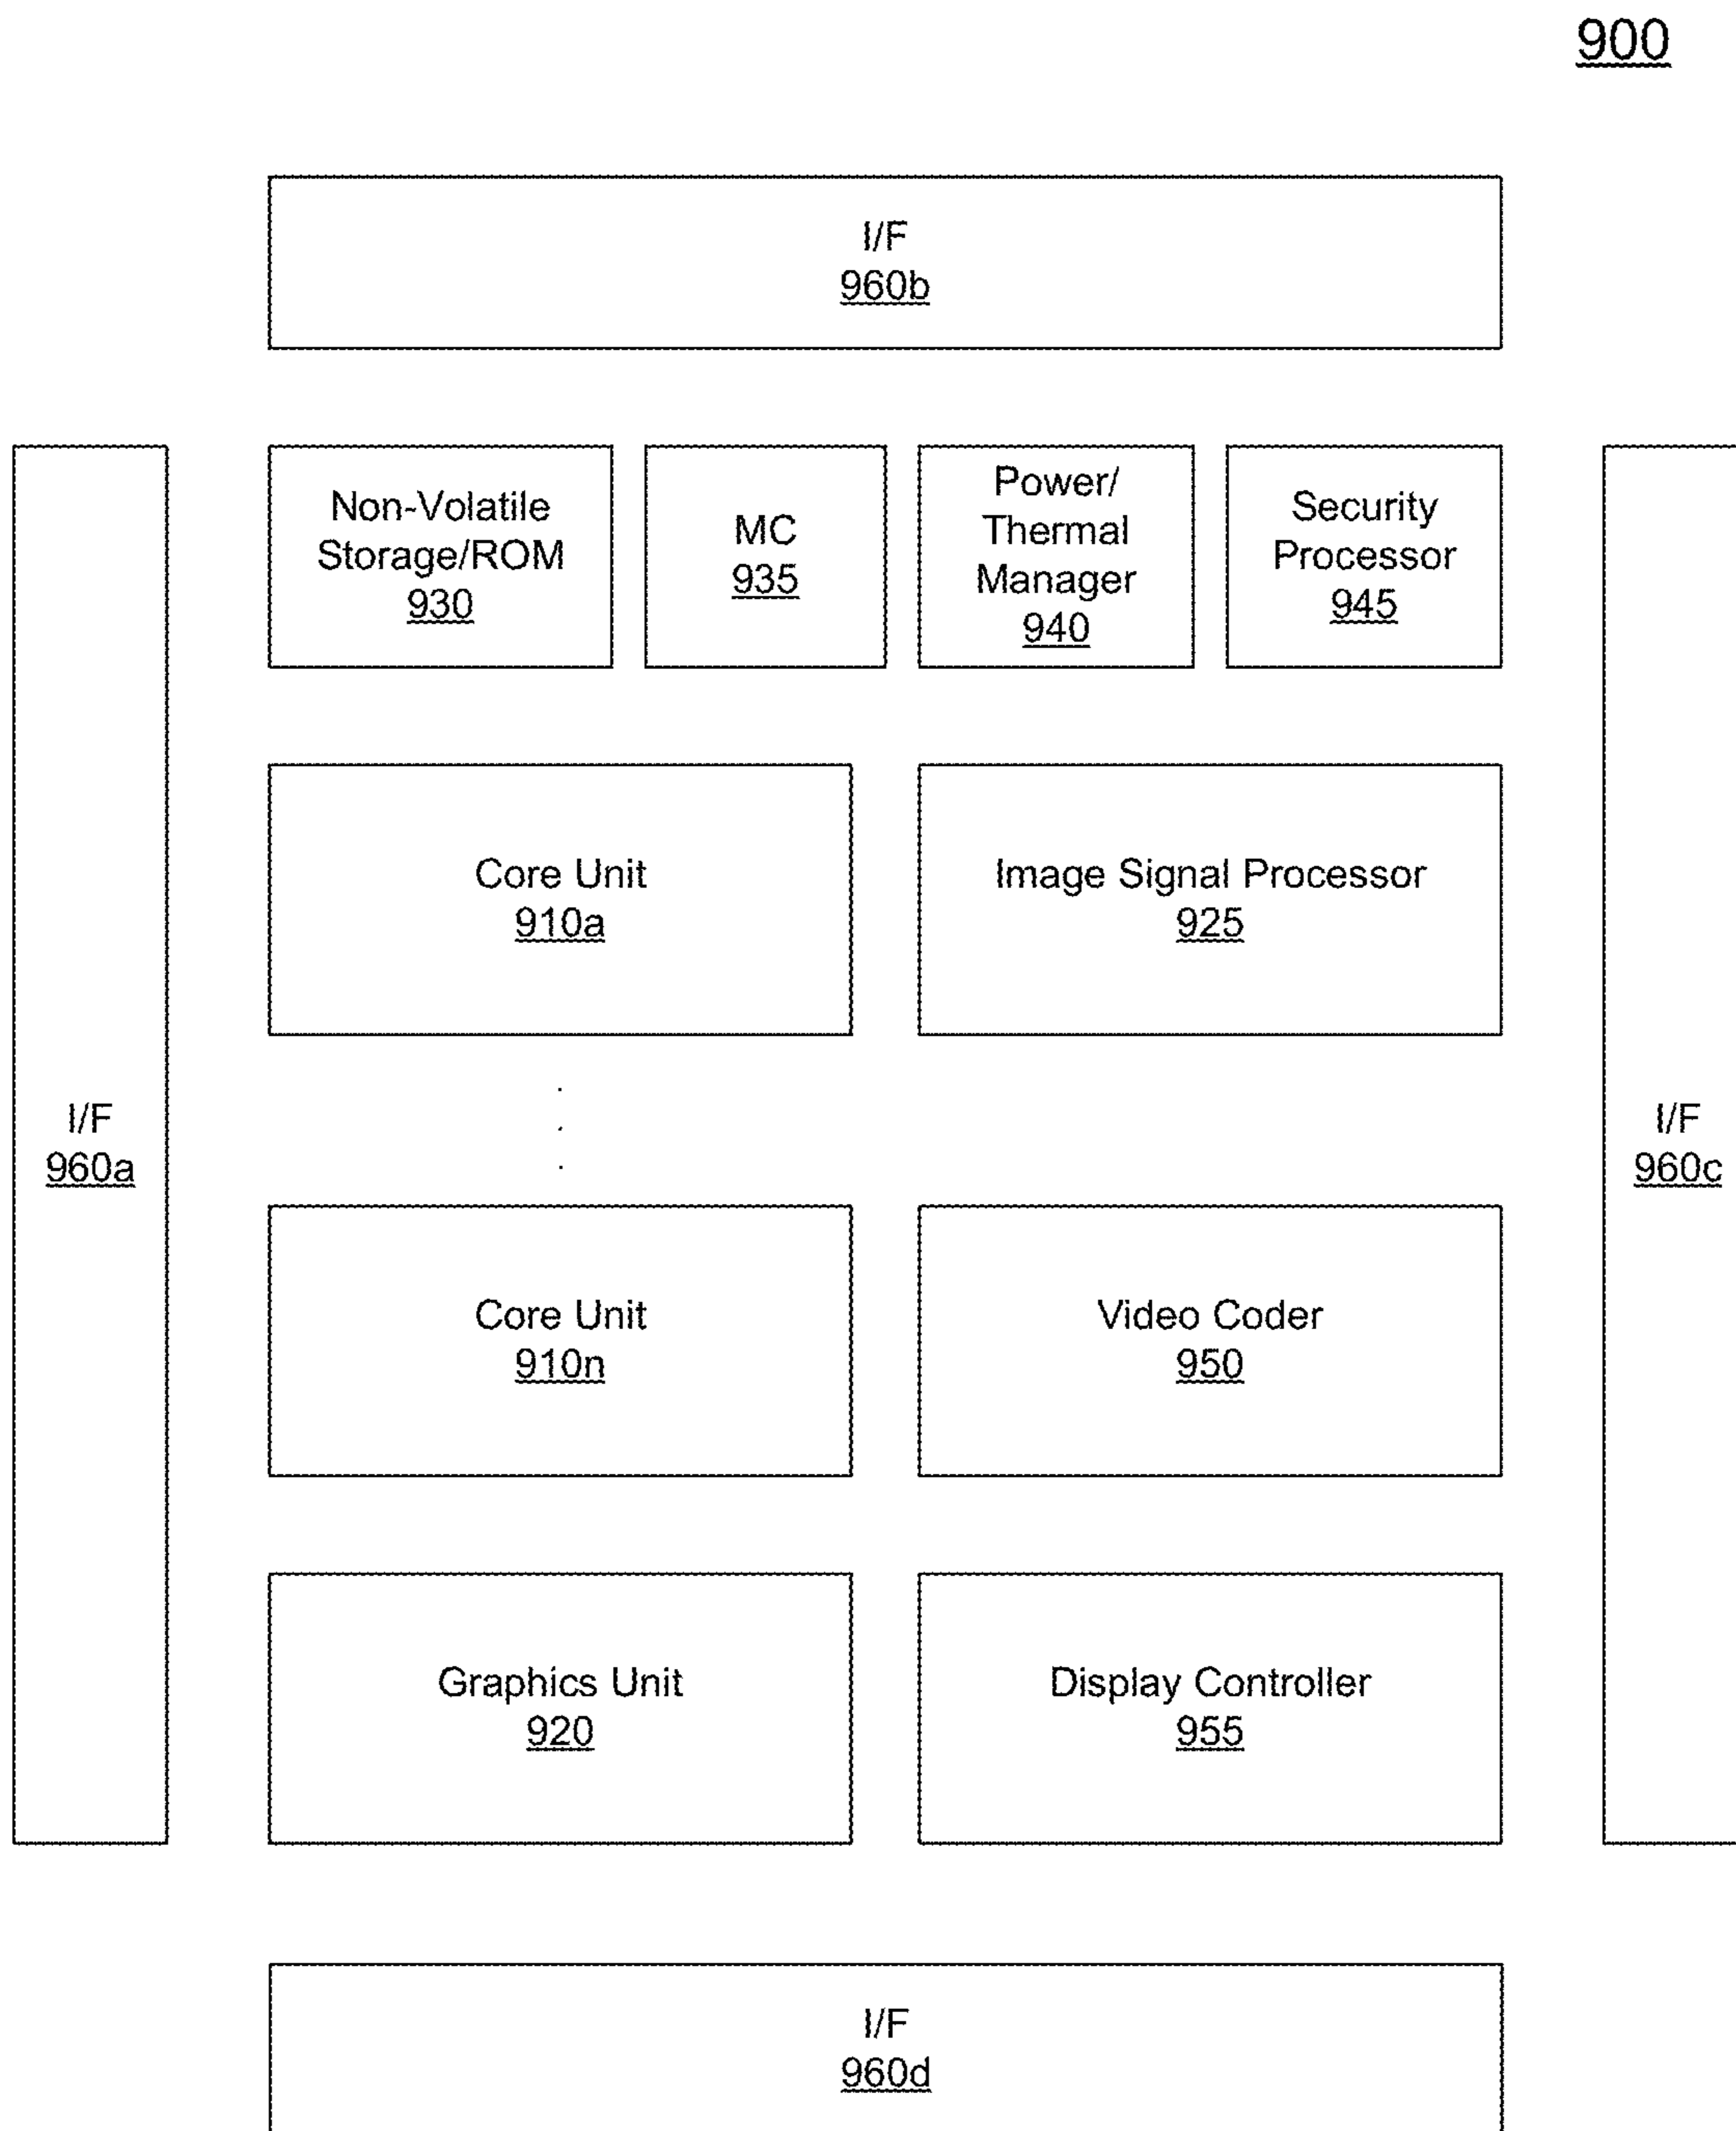 900
I/F
960b
Non-Volatile
Storage/ROM
930
MC
935
Power/
Thermal
Manager
940
Security
Processor
945
Core Unit
910a
Image Signal Processor
925
I/F
960a
.
.
.
I/F
960c
Core Unit
910n
Video Coder
950
Graphics Unit
920
Display Controller
955
I/F
960d